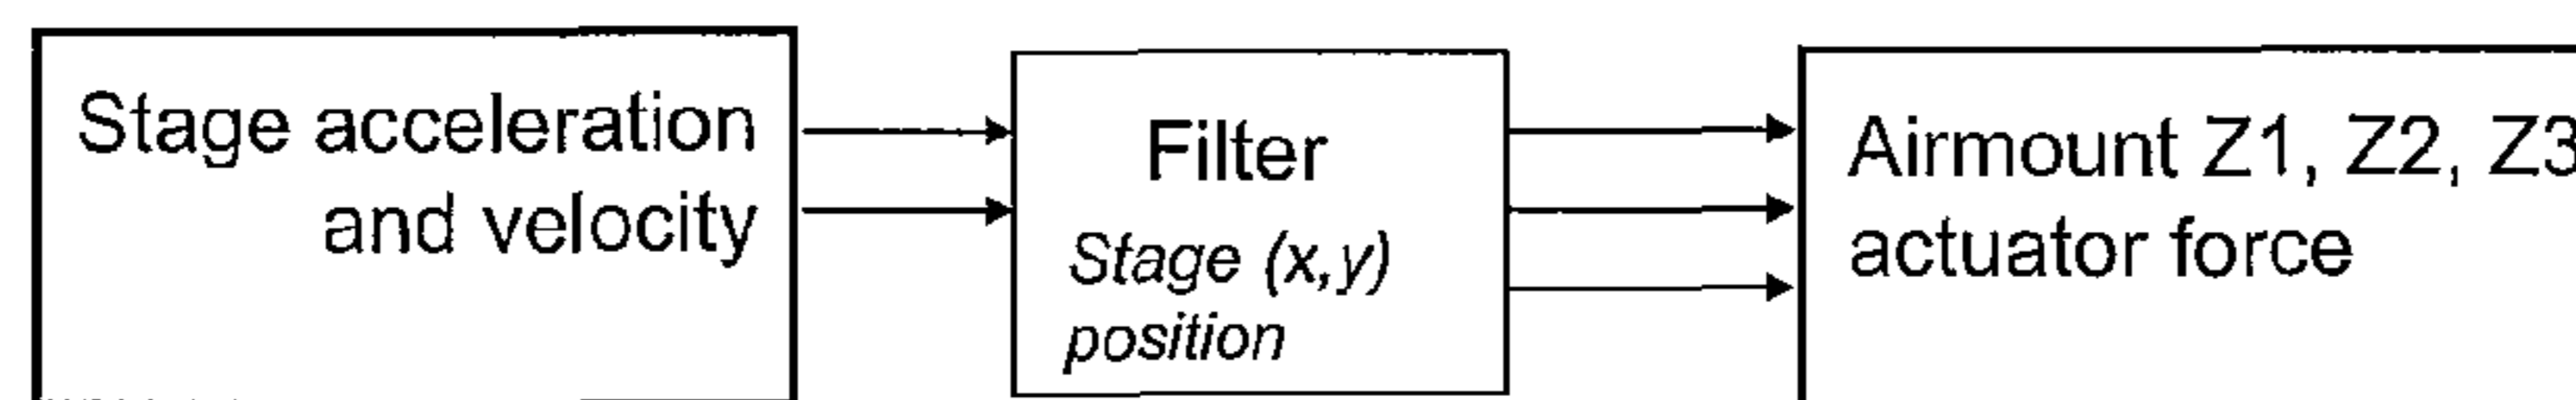 Stage acceleration
and velocity
Filter
Stage (x,y)
position
Airmount Z1, Z2, Z3
actuator force